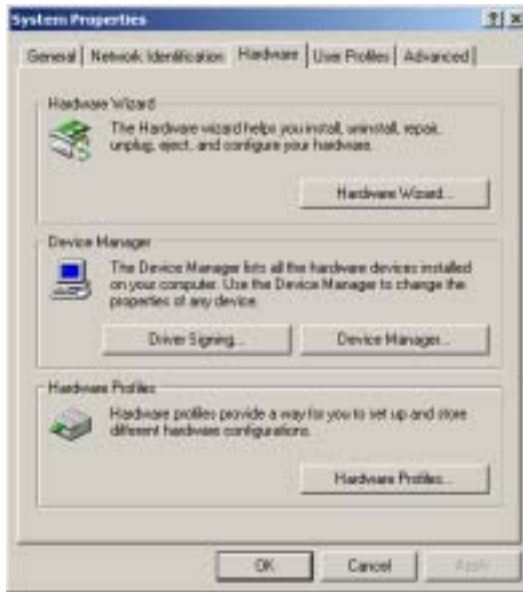 System Properties
General
Network Identification
Hardware
User Profiles
Advanced
Hardware Wizard
The Hardware wizard helps you install, uninstall, repair,
unplug, eject, and configure your hardware.
Hardware Wizard...
Device Manager
The Device Manager lists all the hardware devices installed
on your computer. Use the Device Manager to change the
properties of any device.
Driver Signing...
Device Manager...
Hardware Profiles
Hardware profiles provide a way for you to set up and store
different hardware configurations.
Hardware Profiles...
OK
Cancel
Apply